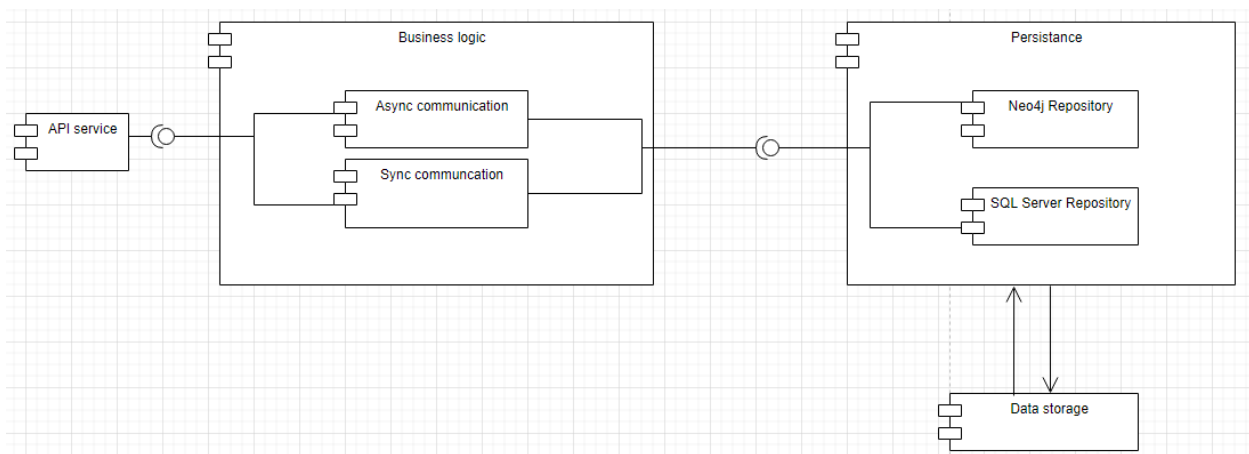 Business logic
Persistance
Async communication
Neo4j Repository
API service
Sync communcation
SQL Server Repository
Data storage